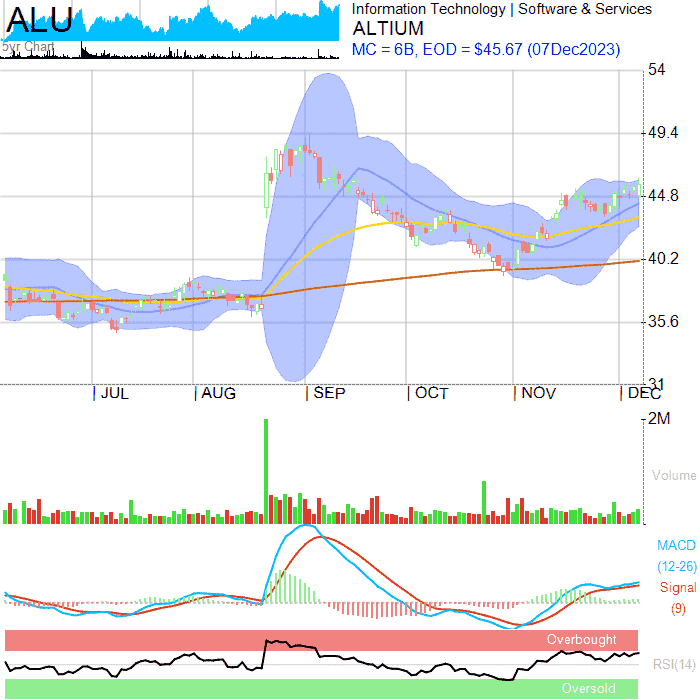 ALU
5yr Chart
Information Technology | Software & Services
ALTIUM
MC = 6B, EOD = $45.67 (07Dec2023)
54
49.4
44.8
40.2
35.6
31
JUL AUG SEP OCT NOV DEC
2M
Volume
MACD
(12-26)
Signal
(9)
Overbought
RSI(14)
Oversold